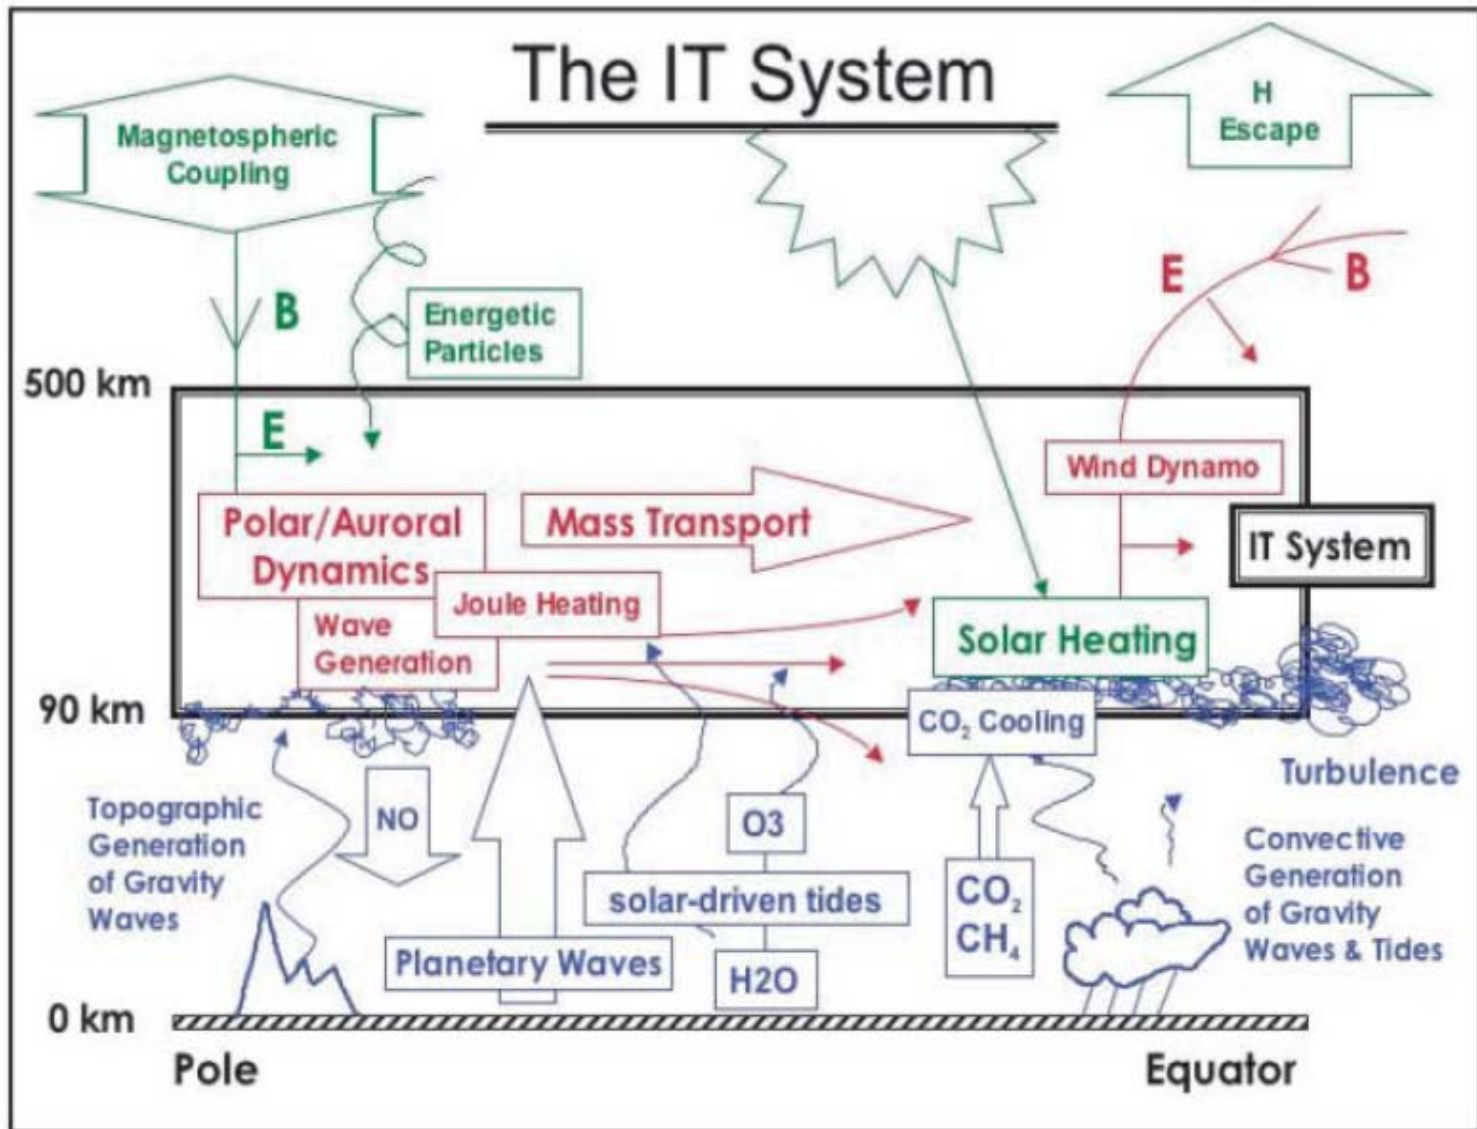 The IT System
H
Escape
Magnetospheric
Coupling
B
Energetic
Particles
E
B
500 km
E
Wind Dynamo
Polar/Auroral
Dynamics
Mass Transport
IT System
Joule Heating
Wave
Generation
Solar Heating
90 km
CO₂ Cooling
Turbulence
Topographic
Generation
of Gravity
Waves
NO
O3
solar-driven tides
Planetary Waves
H2O
CO₂
CH₄
Convective
Generation
of Gravity
Waves & Tides
0 km
Pole
Equator